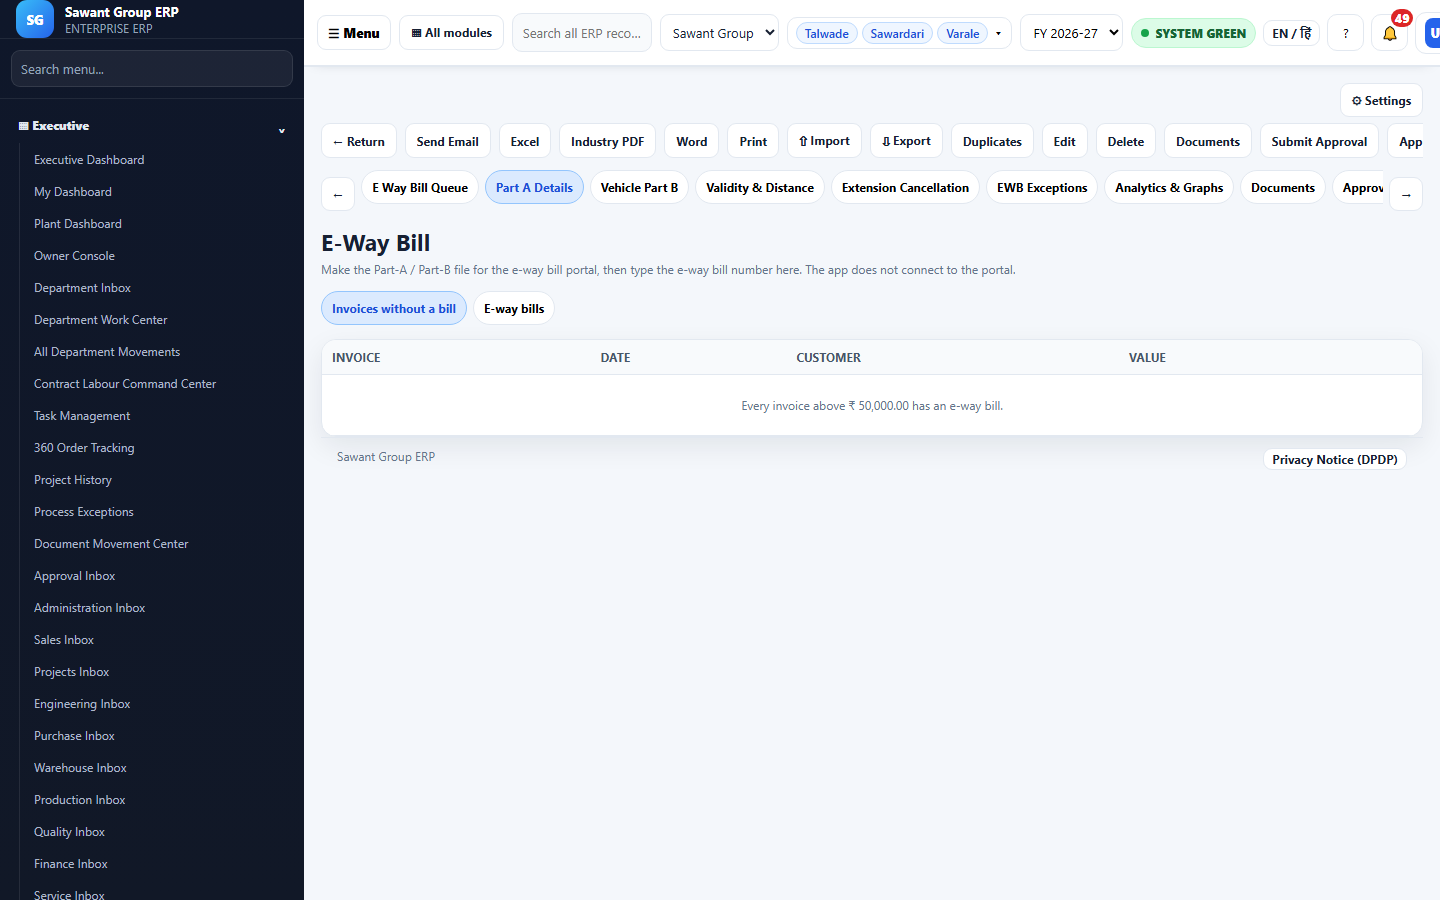 SG
Sawant Group ERP
ENTERPRISE ERP
☰ Menu
All modules
Search all ERP reco...
Sawant Group
Talwade
Sawardari
Varale
FY 2026-27
SYSTEM GREEN
EN / हिं
?
49
U
Search menu...
Executive
Executive Dashboard
My Dashboard
Plant Dashboard
Owner Console
Department Inbox
Department Work Center
All Department Movements
Contract Labour Command Center
Task Management
360 Order Tracking
Project History
Process Exceptions
Document Movement Center
Approval Inbox
Administration Inbox
Sales Inbox
Projects Inbox
Engineering Inbox
Purchase Inbox
Warehouse Inbox
Production Inbox
Quality Inbox
Finance Inbox
Service Inbox
⚙ Settings
← Return
Send Email
Excel
Industry PDF
Word
Print
⇧ Import
⇩ Export
Duplicates
Edit
Delete
Documents
Submit Approval
App
←
E Way Bill Queue
Part A Details
Vehicle Part B
Validity & Distance
Extension Cancellation
EWB Exceptions
Analytics & Graphs
Documents
Approv
→
E-Way Bill
Make the Part-A / Part-B file for the e-way bill portal, then type the e-way bill number here. The app does not connect to the portal.
Invoices without a bill
E-way bills
INVOICE DATE CUSTOMER VALUE
Every invoice above ₹ 50,000.00 has an e-way bill.
Sawant Group ERP
Privacy Notice (DPDP)